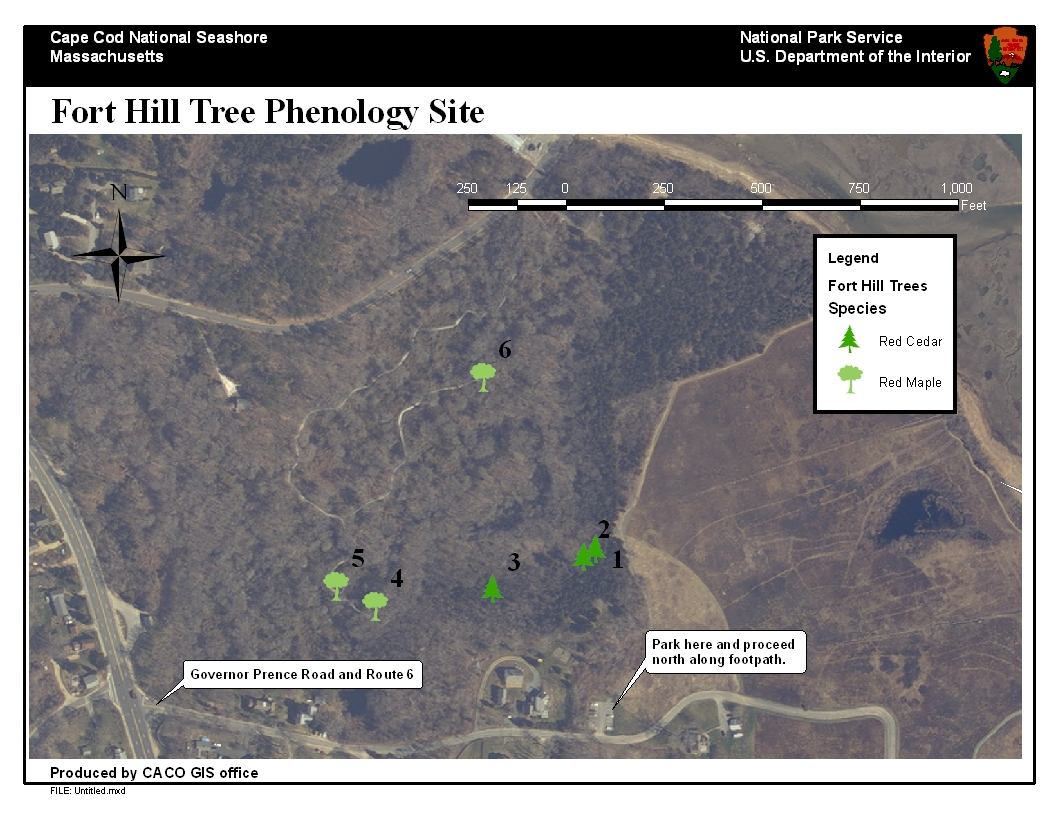 Cape Cod National Seashore
Massachusetts
National Park Service
U.S. Department of the Interior
Fort Hill Tree Phenology Site
N
250 125 0 250 500 750 1,000
Feet
Legend
Fort Hill Trees
Species
Red Cedar
Red Maple
6
2
1
3
5
4
Park here and proceed
north along footpath.
Governor Prence Road and Route 6
Produced by CACO GIS office
FILE: Untitled.mxd